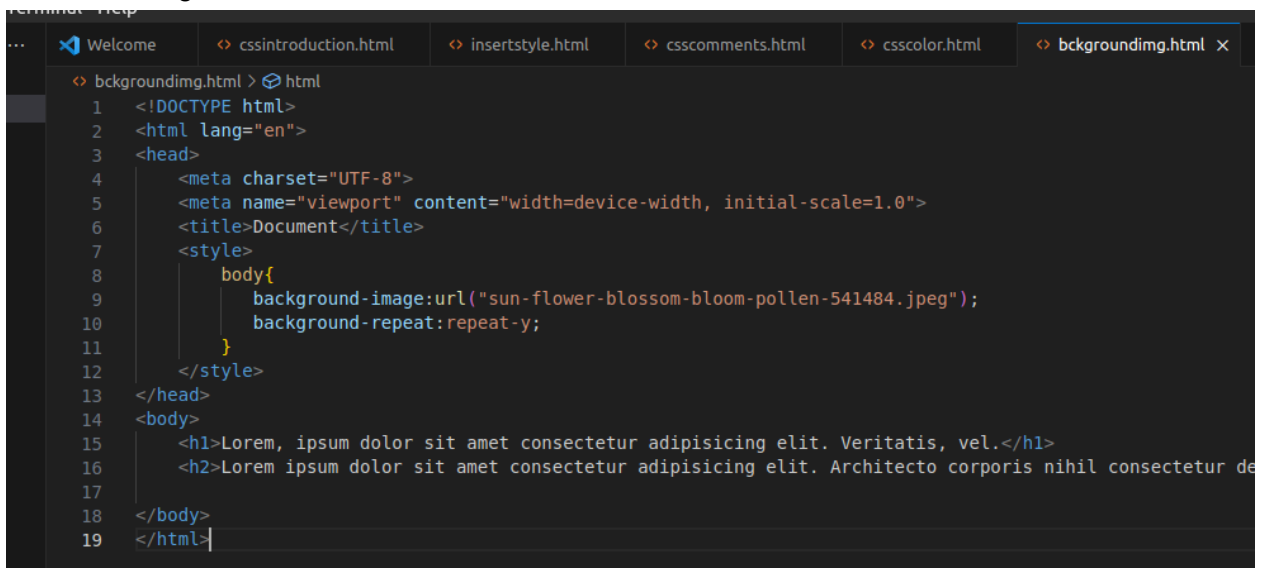 Terminal Help
··· Welcome <> cssintroduction.html <> insertstyle.html <> csscomments.html <> csscolor.html <> bckgroundimg.html ×
<> bckgroundimg.html > html
1 <!DOCTYPE html>
2 <html lang="en">
3 <head>
4 <meta charset="UTF-8">
5 <meta name="viewport" content="width=device-width, initial-scale=1.0">
6 <title>Document</title>
7 <style>
8 body{
9 background-image:url("sun-flower-blossom-bloom-pollen-541484.jpeg");
10 background-repeat:repeat-y;
11 }
12 </style>
13 </head>
14 <body>
15 <h1>Lorem, ipsum dolor sit amet consectetur adipisicing elit. Veritatis, vel.</h1>
16 <h2>Lorem ipsum dolor sit amet consectetur adipisicing elit. Architecto corporis nihil consectetur de
17
18 </body>
19 </html>